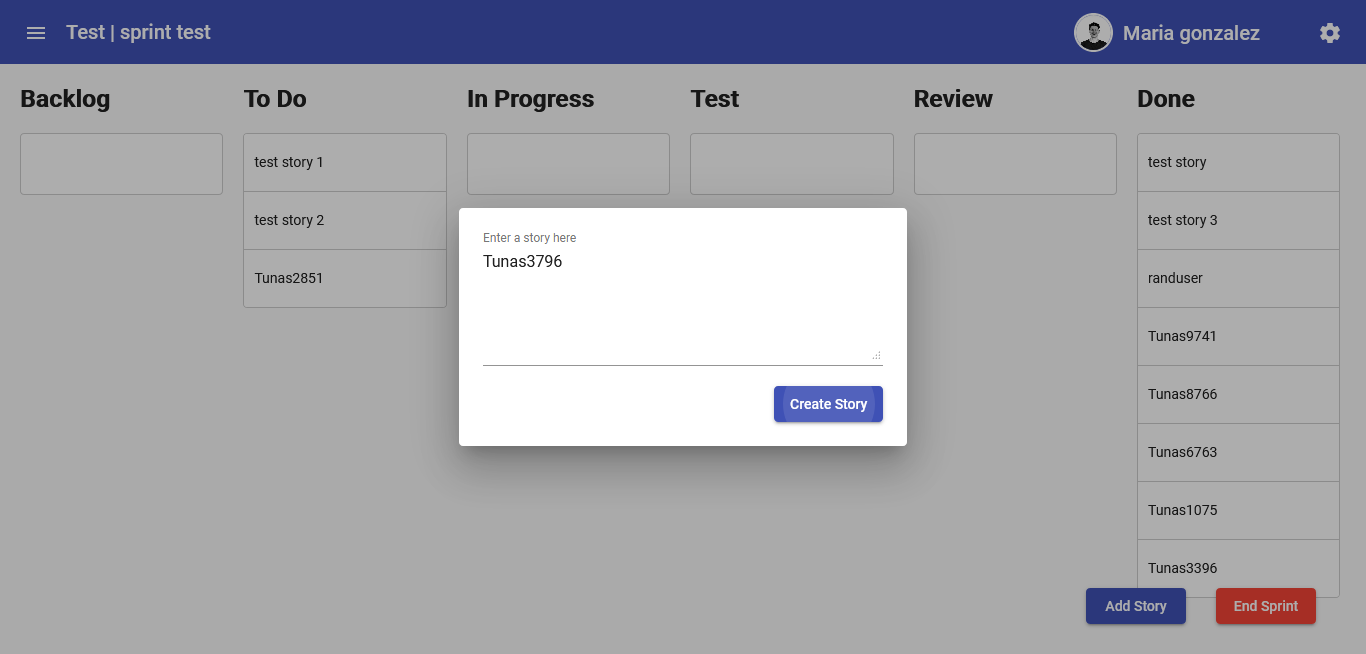 Test | sprint test
Maria gonzalez
Backlog
To Do
In Progress
Test
Review
Done
test story 1
test story 2
Tunas2851
test story
test story 3
randuser
Tunas9741
Tunas8766
Tunas6763
Tunas1075
Tunas3396
Enter a story here
Tunas3796
Create Story
Add Story
End Sprint